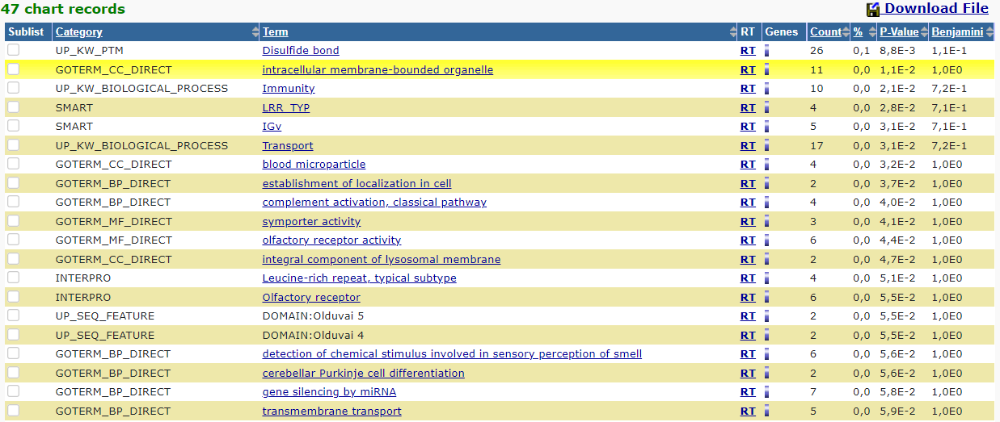 47 chart records Download File
Sublist Category Term RT Genes Count % P-Value Benjamini
UP_KW_PTM Disulfide bond RT 26 0,1 8,8E-3 1,1E-1
GOTERM_CC_DIRECT intracellular membrane-bounded organelle RT 11 0,0 1,1E-2 1,0E0
UP_KW_BIOLOGICAL_PROCESS Immunity RT 10 0,0 2,1E-2 7,2E-1
SMART LRR_TYP RT 4 0,0 2,8E-2 7,1E-1
SMART IGv RT 5 0,0 3,1E-2 7,1E-1
UP_KW_BIOLOGICAL_PROCESS Transport RT 17 0,0 3,1E-2 7,2E-1
GOTERM_CC_DIRECT blood microparticle RT 4 0,0 3,2E-2 1,0E0
GOTERM_BP_DIRECT establishment of localization in cell RT 2 0,0 3,7E-2 1,0E0
GOTERM_BP_DIRECT complement activation, classical pathway RT 4 0,0 4,0E-2 1,0E0
GOTERM_MF_DIRECT symporter activity RT 3 0,0 4,1E-2 1,0E0
GOTERM_MF_DIRECT olfactory receptor activity RT 6 0,0 4,4E-2 1,0E0
GOTERM_CC_DIRECT integral component of lysosomal membrane RT 2 0,0 4,7E-2 1,0E0
INTERPRO Leucine-rich repeat, typical subtype RT 4 0,0 5,1E-2 1,0E0
INTERPRO Olfactory receptor RT 6 0,0 5,5E-2 1,0E0
UP_SEQ_FEATURE DOMAIN:Olduvai 5 RT 2 0,0 5,5E-2 1,0E0
UP_SEQ_FEATURE DOMAIN:Olduvai 4 RT 2 0,0 5,5E-2 1,0E0
GOTERM_BP_DIRECT detection of chemical stimulus involved in sensory perception of smell RT 6 0,0 5,6E-2 1,0E0
GOTERM_BP_DIRECT cerebellar Purkinje cell differentiation RT 2 0,0 5,6E-2 1,0E0
GOTERM_BP_DIRECT gene silencing by miRNA RT 7 0,0 5,8E-2 1,0E0
GOTERM_BP_DIRECT transmembrane transport RT 5 0,0 5,9E-2 1,0E0